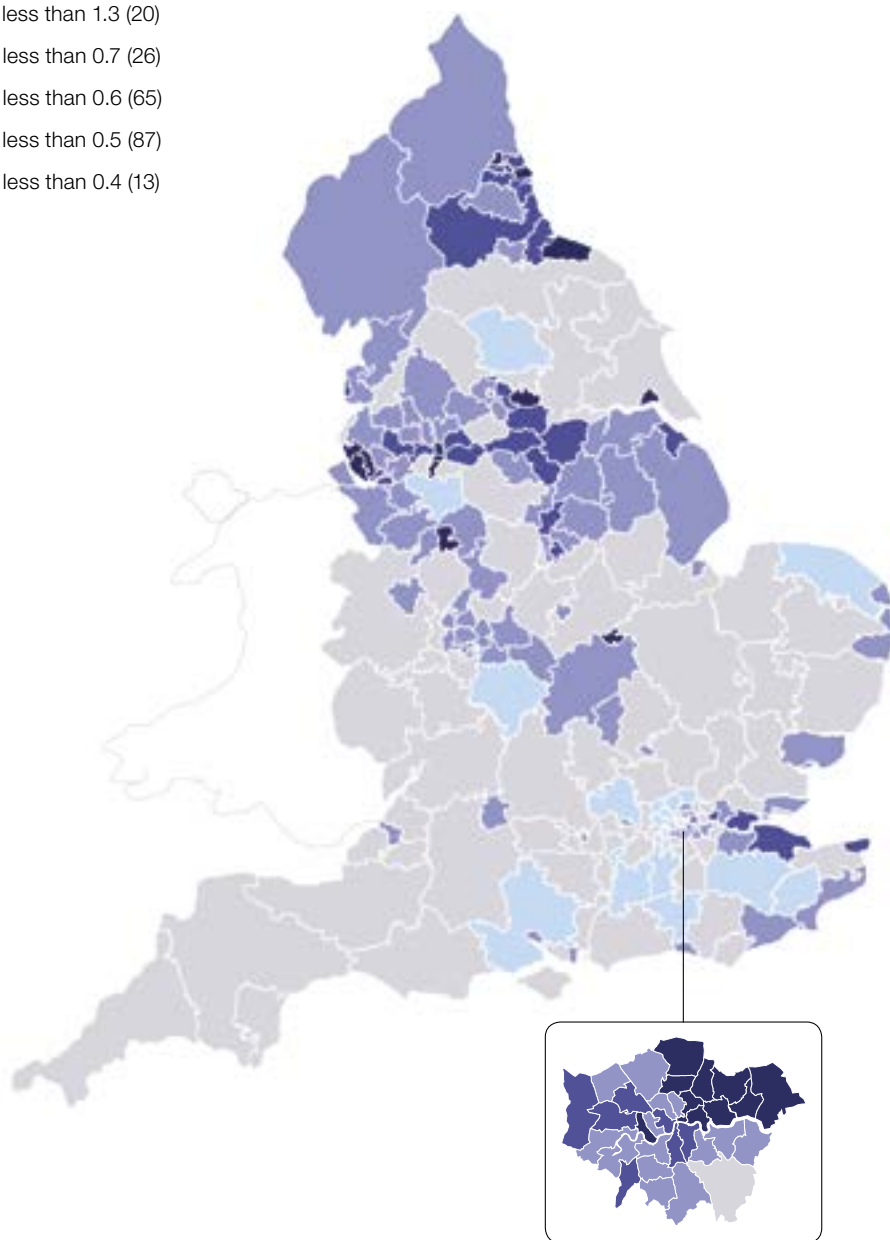 less than 1.3 (20)
less than 0.7 (26)
less than 0.6 (65)
less than 0.5 (87)
less than 0.4 (13)